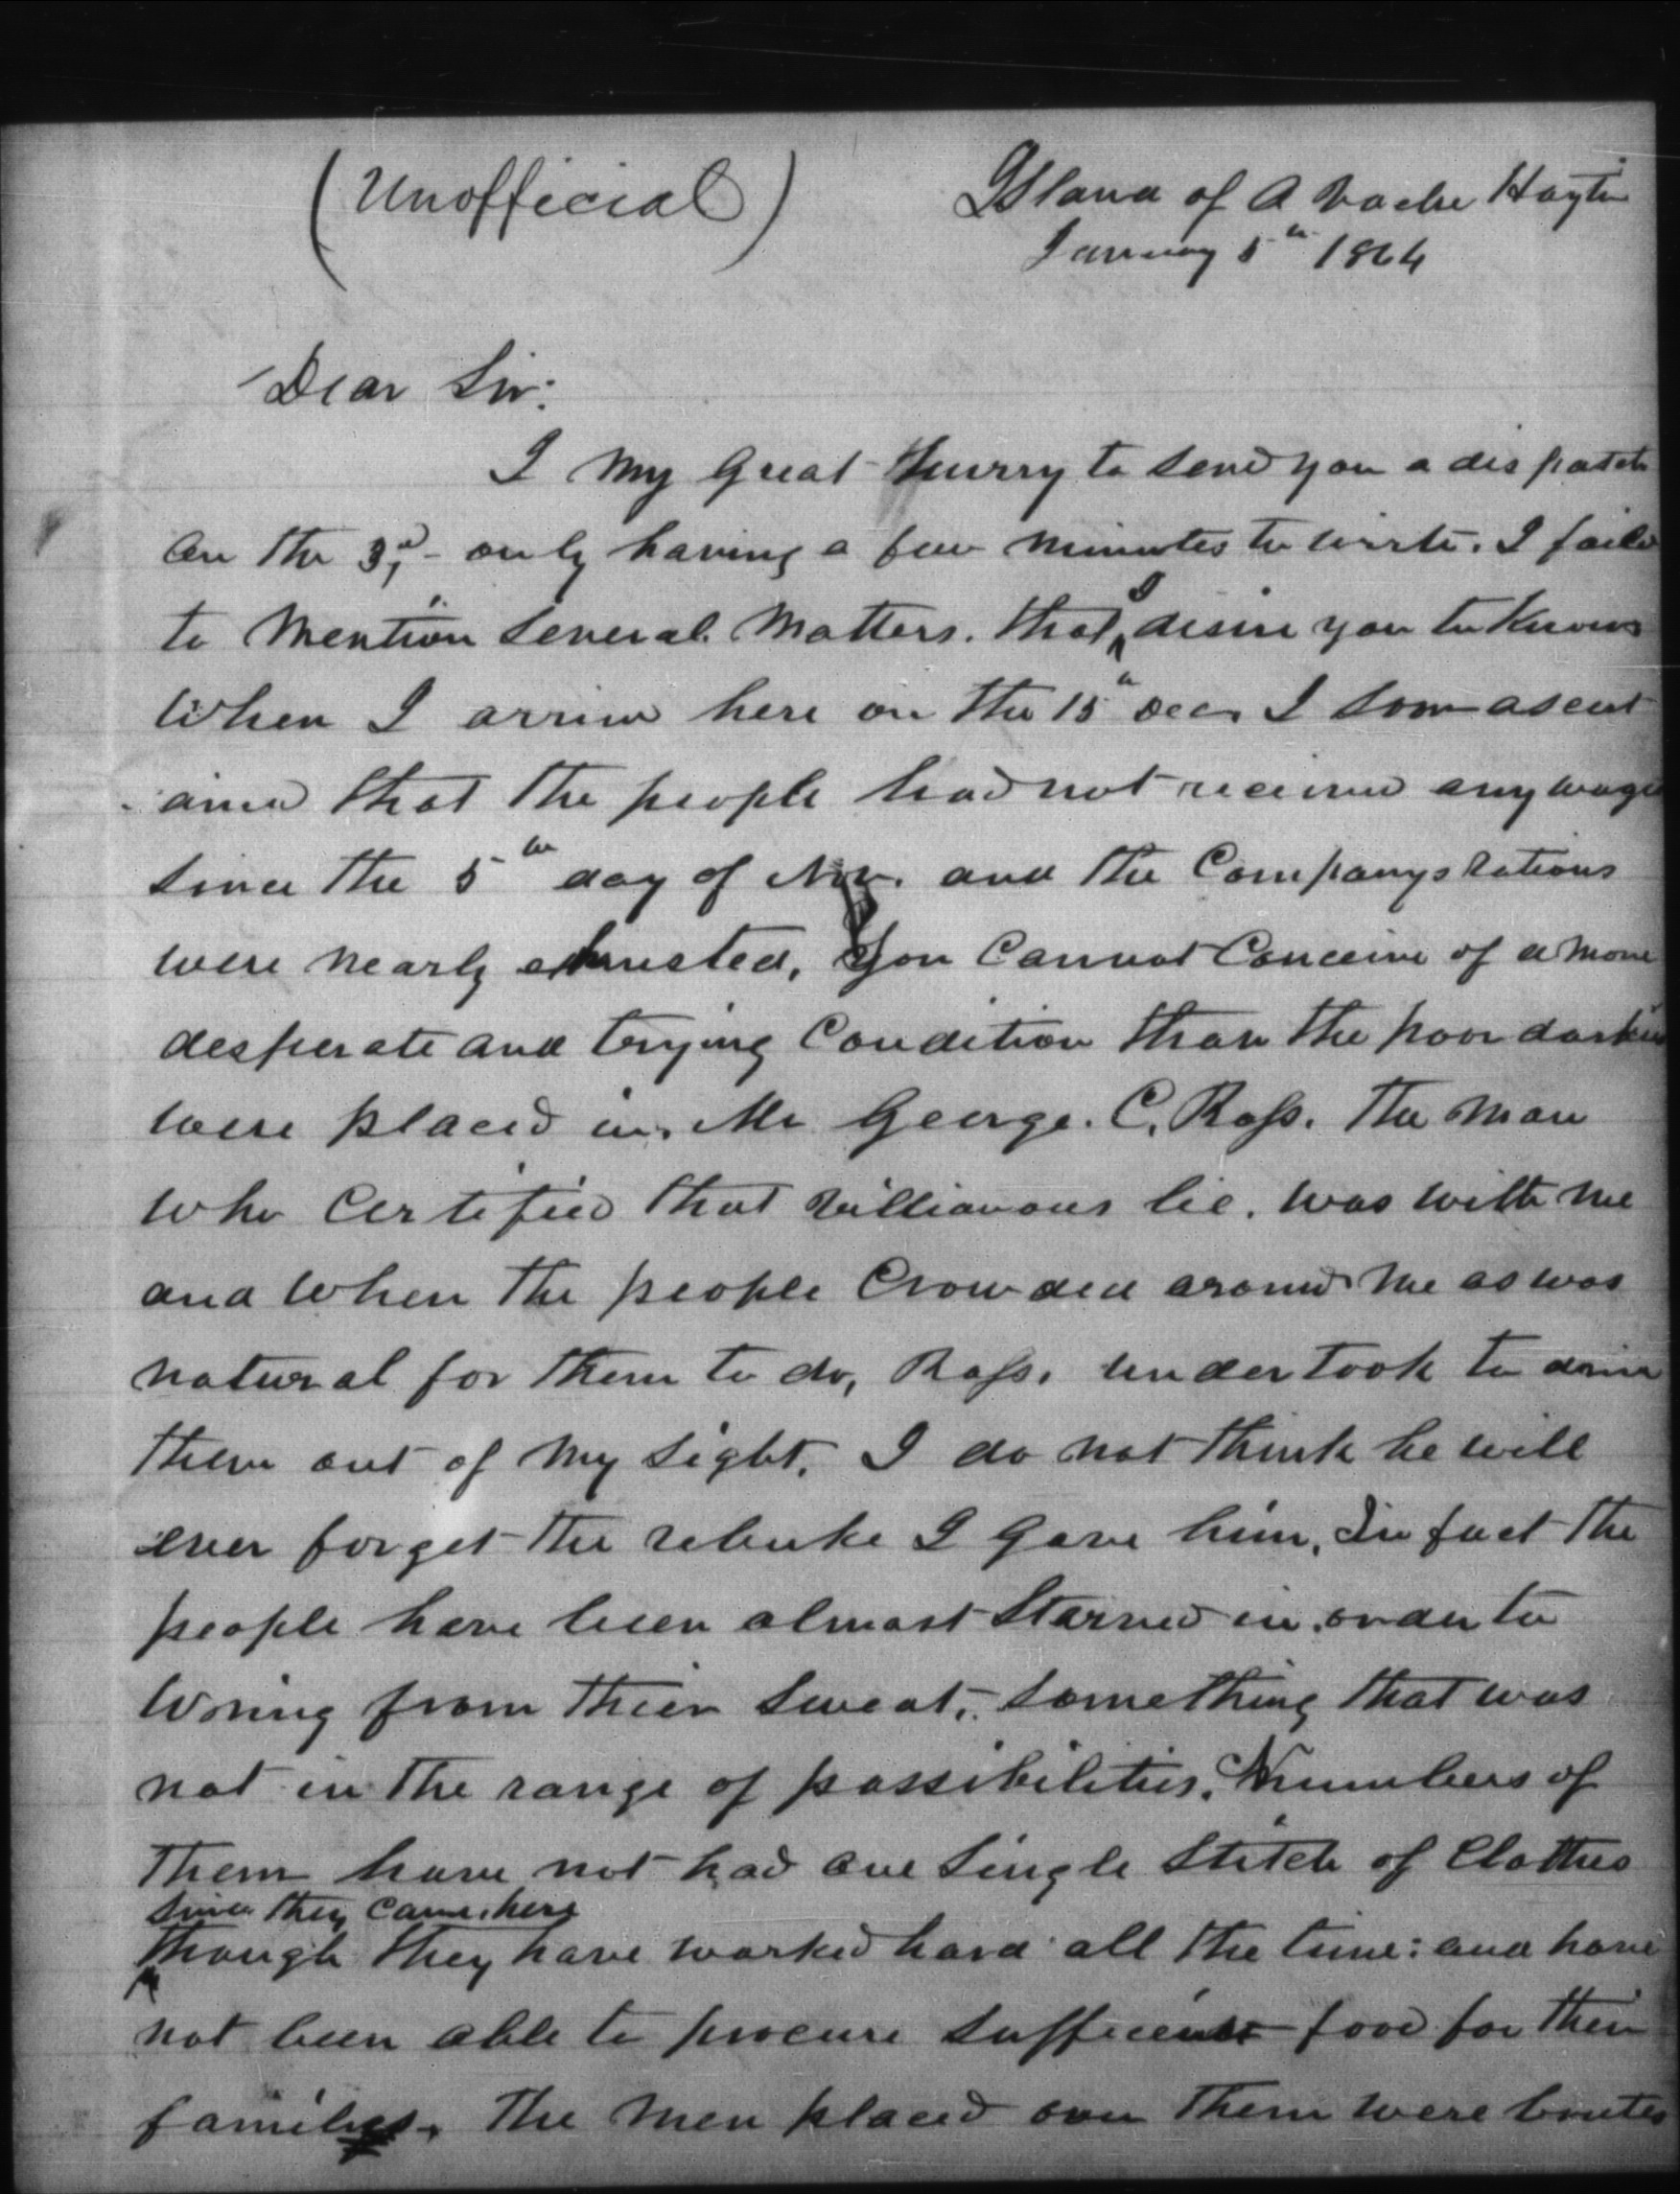 (Unofficial)
Island of A Vache Hayti
January 5th 1864
Dear Sir:
I my great hurry to send you a dispatch
on the 3d, - only having a few minutes to write. I failed
to mention several matters. that I desire you to know
When I arrived here on the 15th Dec, I soon ascert
ained that the people had not received any wages
since the 5th day of Nov. and the Companys rations
were nearly exhausted, You cannot conceive of a more
desperate and trying condition than the poor darkies
were placed in, Mr George. C, Ross. the man
who certified that villianous lie. was with me
and when the people crowded around me as was
natural for them to do, Ross. undertook to drive
them out of my sight. I do not think he will
ever forget the rebuke I gave him, In fact the
people have been almost starved in order to
wring from thier sweat, something that was
not in the range of possibilities, Numbers of
them have not had one single stitch of clothes
since they came here
though they have worked hard all the time: and have
not been able to procure sufficient food for their
families. The men placed over them were brutes